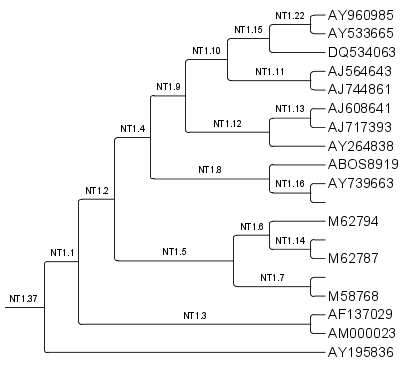 NT1.22
AY960985
NT1.15
AY533665
NT1.10
DQ534063
NT1.11
AJ564643
NT1.9
AJ744861
NT1.13
AJ608641
NT1.12
AJ717393
NT1.4
AY264838
NT1.8
ABOS8919
NT1.16
AY739663
NT1.2
NT1.6
M62794
NT1.14
NT1.5
M62787
NT1.1
NT1.7
M58768
NT1.37
NT1.3
AF137029
AM000023
AY195836